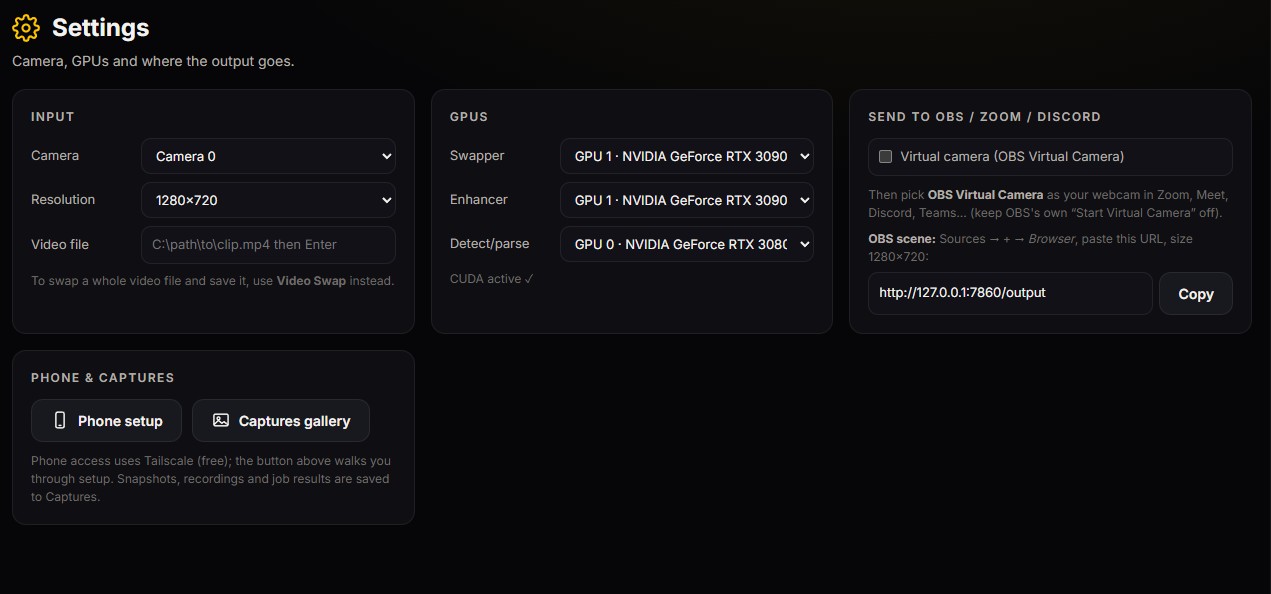 Settings
Camera, GPUs and where the output goes.
INPUT
Camera
Camera 0
Resolution
1280×720
Video file
C:\path\to\clip.mp4 then Enter
To swap a whole video file and save it, use Video Swap instead.
GPUS
Swapper
GPU 1 · NVIDIA GeForce RTX 3090
Enhancer
GPU 1 · NVIDIA GeForce RTX 3090
Detect/parse
GPU 0 · NVIDIA GeForce RTX 3080
CUDA active ✓
SEND TO OBS / ZOOM / DISCORD
Virtual camera (OBS Virtual Camera)
Then pick OBS Virtual Camera as your webcam in Zoom, Meet,
Discord, Teams... (keep OBS's own “Start Virtual Camera” off).
OBS scene: Sources → + → Browser, paste this URL, size
1280×720:
http://127.0.0.1:7860/output
Copy
PHONE & CAPTURES
Phone setup
Captures gallery
Phone access uses Tailscale (free); the button above walks you
through setup. Snapshots, recordings and job results are saved
to Captures.